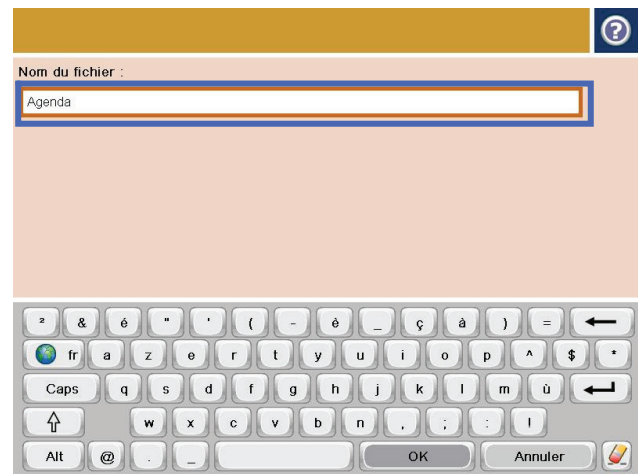 ?
Nom du fichier :
Agenda
² & é " ' ( - è _ ç à ) =
fr a z e r t y u i o p ^ $ *
Caps q s d f g h j k l m ù
w x c v b n , ; : !
Alt @ . _ OK Annuler